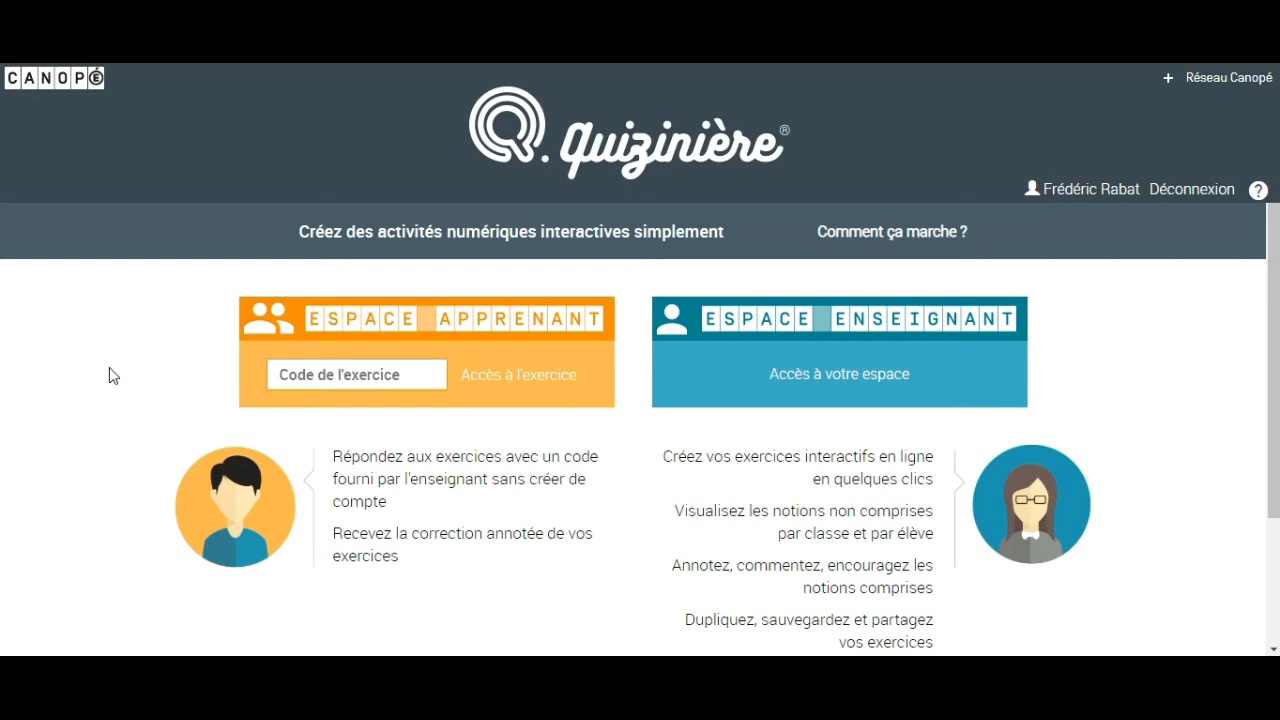 CANOPÉ
+ Réseau Canopé
Q. Quizinière®
Frédéric Rabat Déconnexion ?
Créez des activités numériques interactives simplement Comment ça marche ?
ESPACE APPRENANT
Code de l'exercice Accès à l'exercice
Répondez aux exercices avec un code
fourni par l'enseignant sans créer de
compte
Recevez la correction annotée de vos
exercices
ESPACE ENSEIGNANT
Accès à votre espace
Créez vos exercices interactifs en ligne
en quelques clics
Visualisez les notions non comprises
par classe et par élève
Annotez, commentez, encouragez les
notions comprises
Dupliquez, sauvegardez et partagez
vos exercices